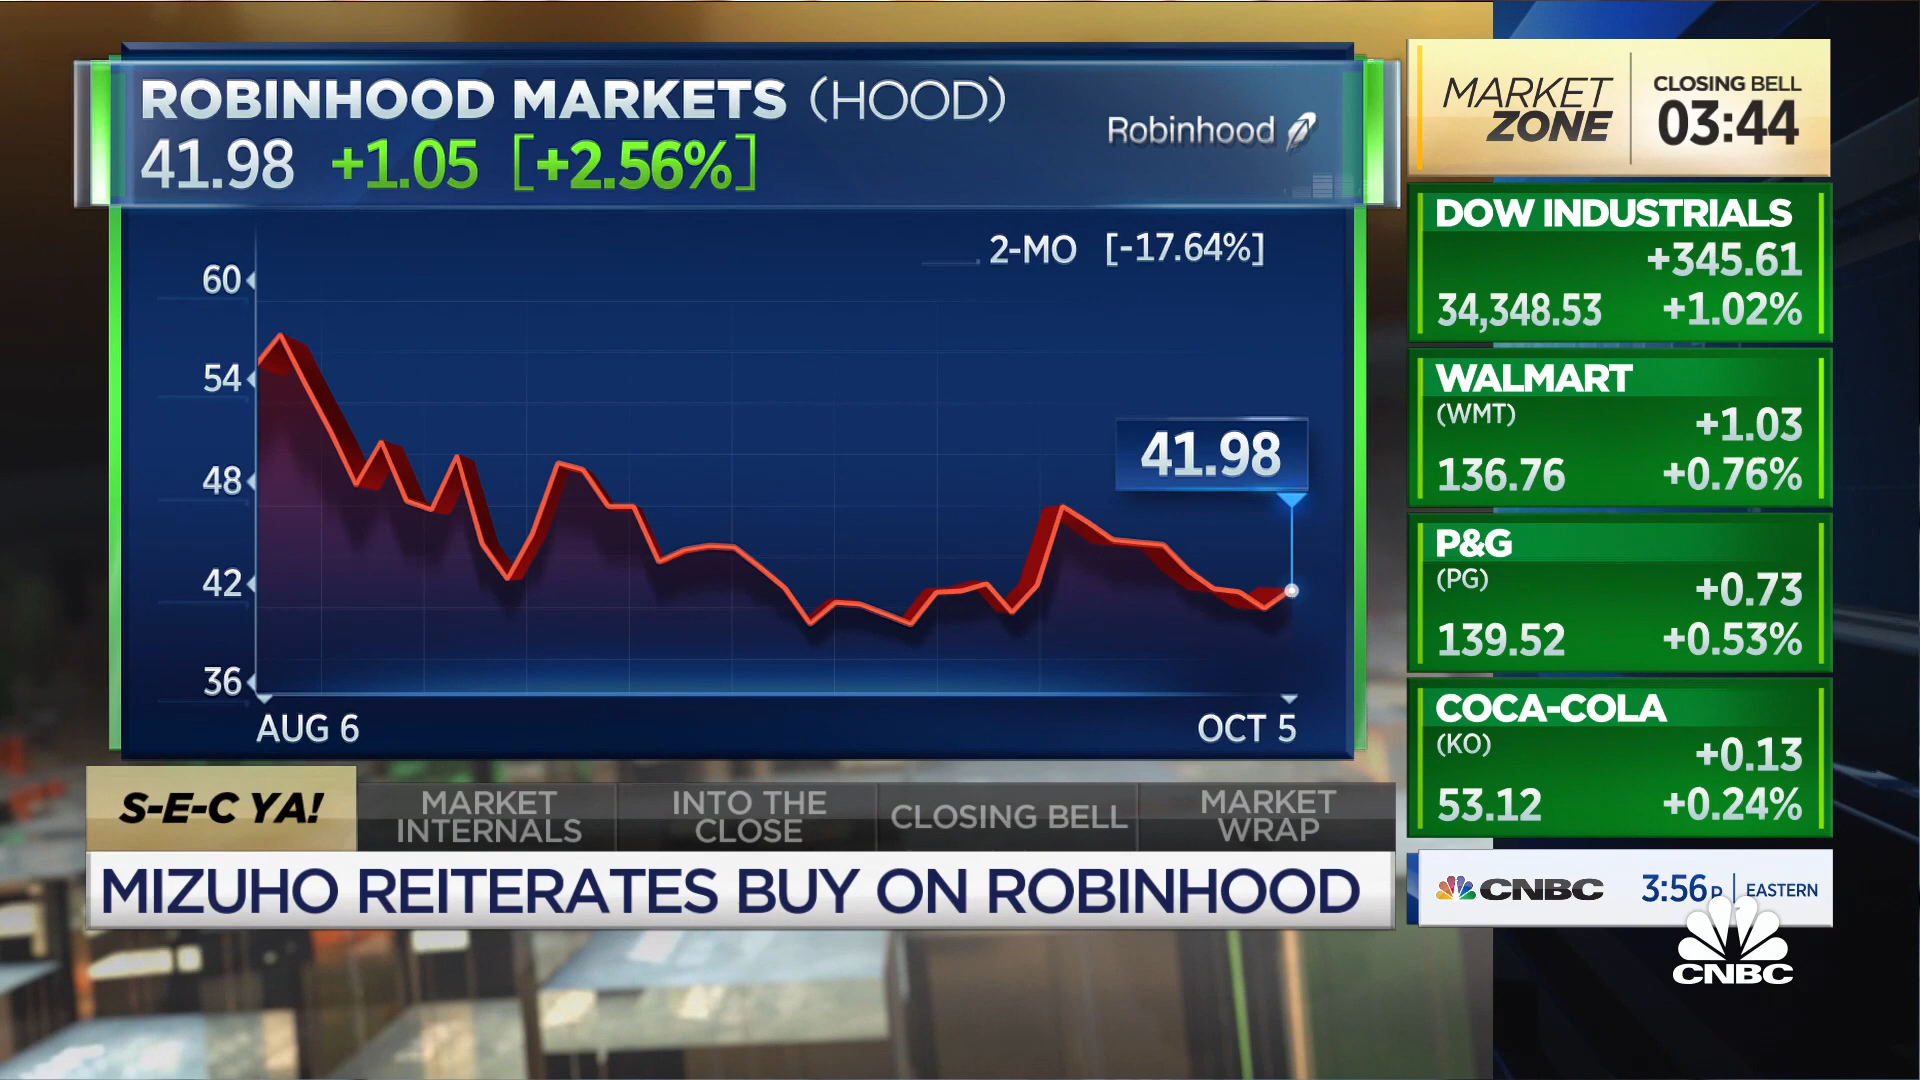 ROBINHOOD MARKETS (HOOD)
41.98 +1.05 [+2.56%]
Robinhood
2-MO [-17.64%]
60
54
48
42
36
41.98
AUG 6
OCT 5
S-E-C YA!
MARKET INTERNALS
INTO THE CLOSE
CLOSING BELL
MARKET WRAP
MIZUHO REITERATES BUY ON ROBINHOOD
MARKET ZONE
CLOSING BELL
03:44
DOW INDUSTRIALS
+345.61
34,348.53 +1.02%
WALMART
(WMT) +1.03
136.76 +0.76%
P&G
(PG) +0.73
139.52 +0.53%
COCA-COLA
(KO) +0.13
53.12 +0.24%
CNBC 3:56P EASTERN
CNBC